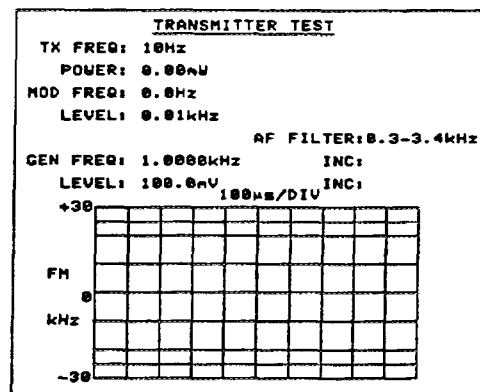 TRANSMITTER TEST
TX FREQ: 10Hz
POWER: 0.00mW
MOD FREQ: 0.0Hz
LEVEL: 0.01kHz
AF FILTER:0.3-3.4kHz
GEN FREQ: 1.0000kHz INC:
LEVEL: 100.0mV INC:
100µs/DIV
+30
FM
0
kHz
-30